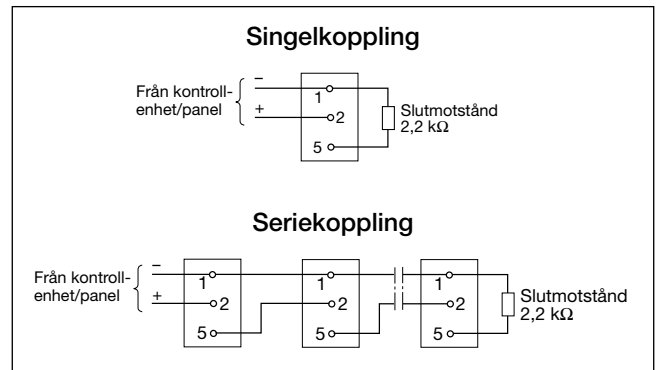 Singelkoppling
Från kontroll-
enhet/panel
–
+
1
2
5
Slutmotstånd
2,2 kΩ
Seriekoppling
Från kontroll-
enhet/panel
–
+
1
2
5
1
2
5
1
2
5
Slutmotstånd
2,2 kΩ